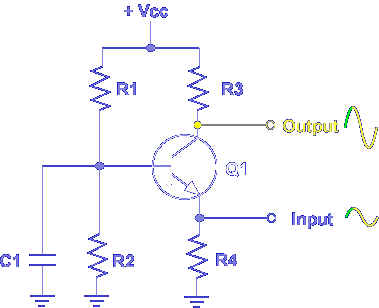 + Vcc
R1
R3
Output
Q1
Input
C1
R2
R4